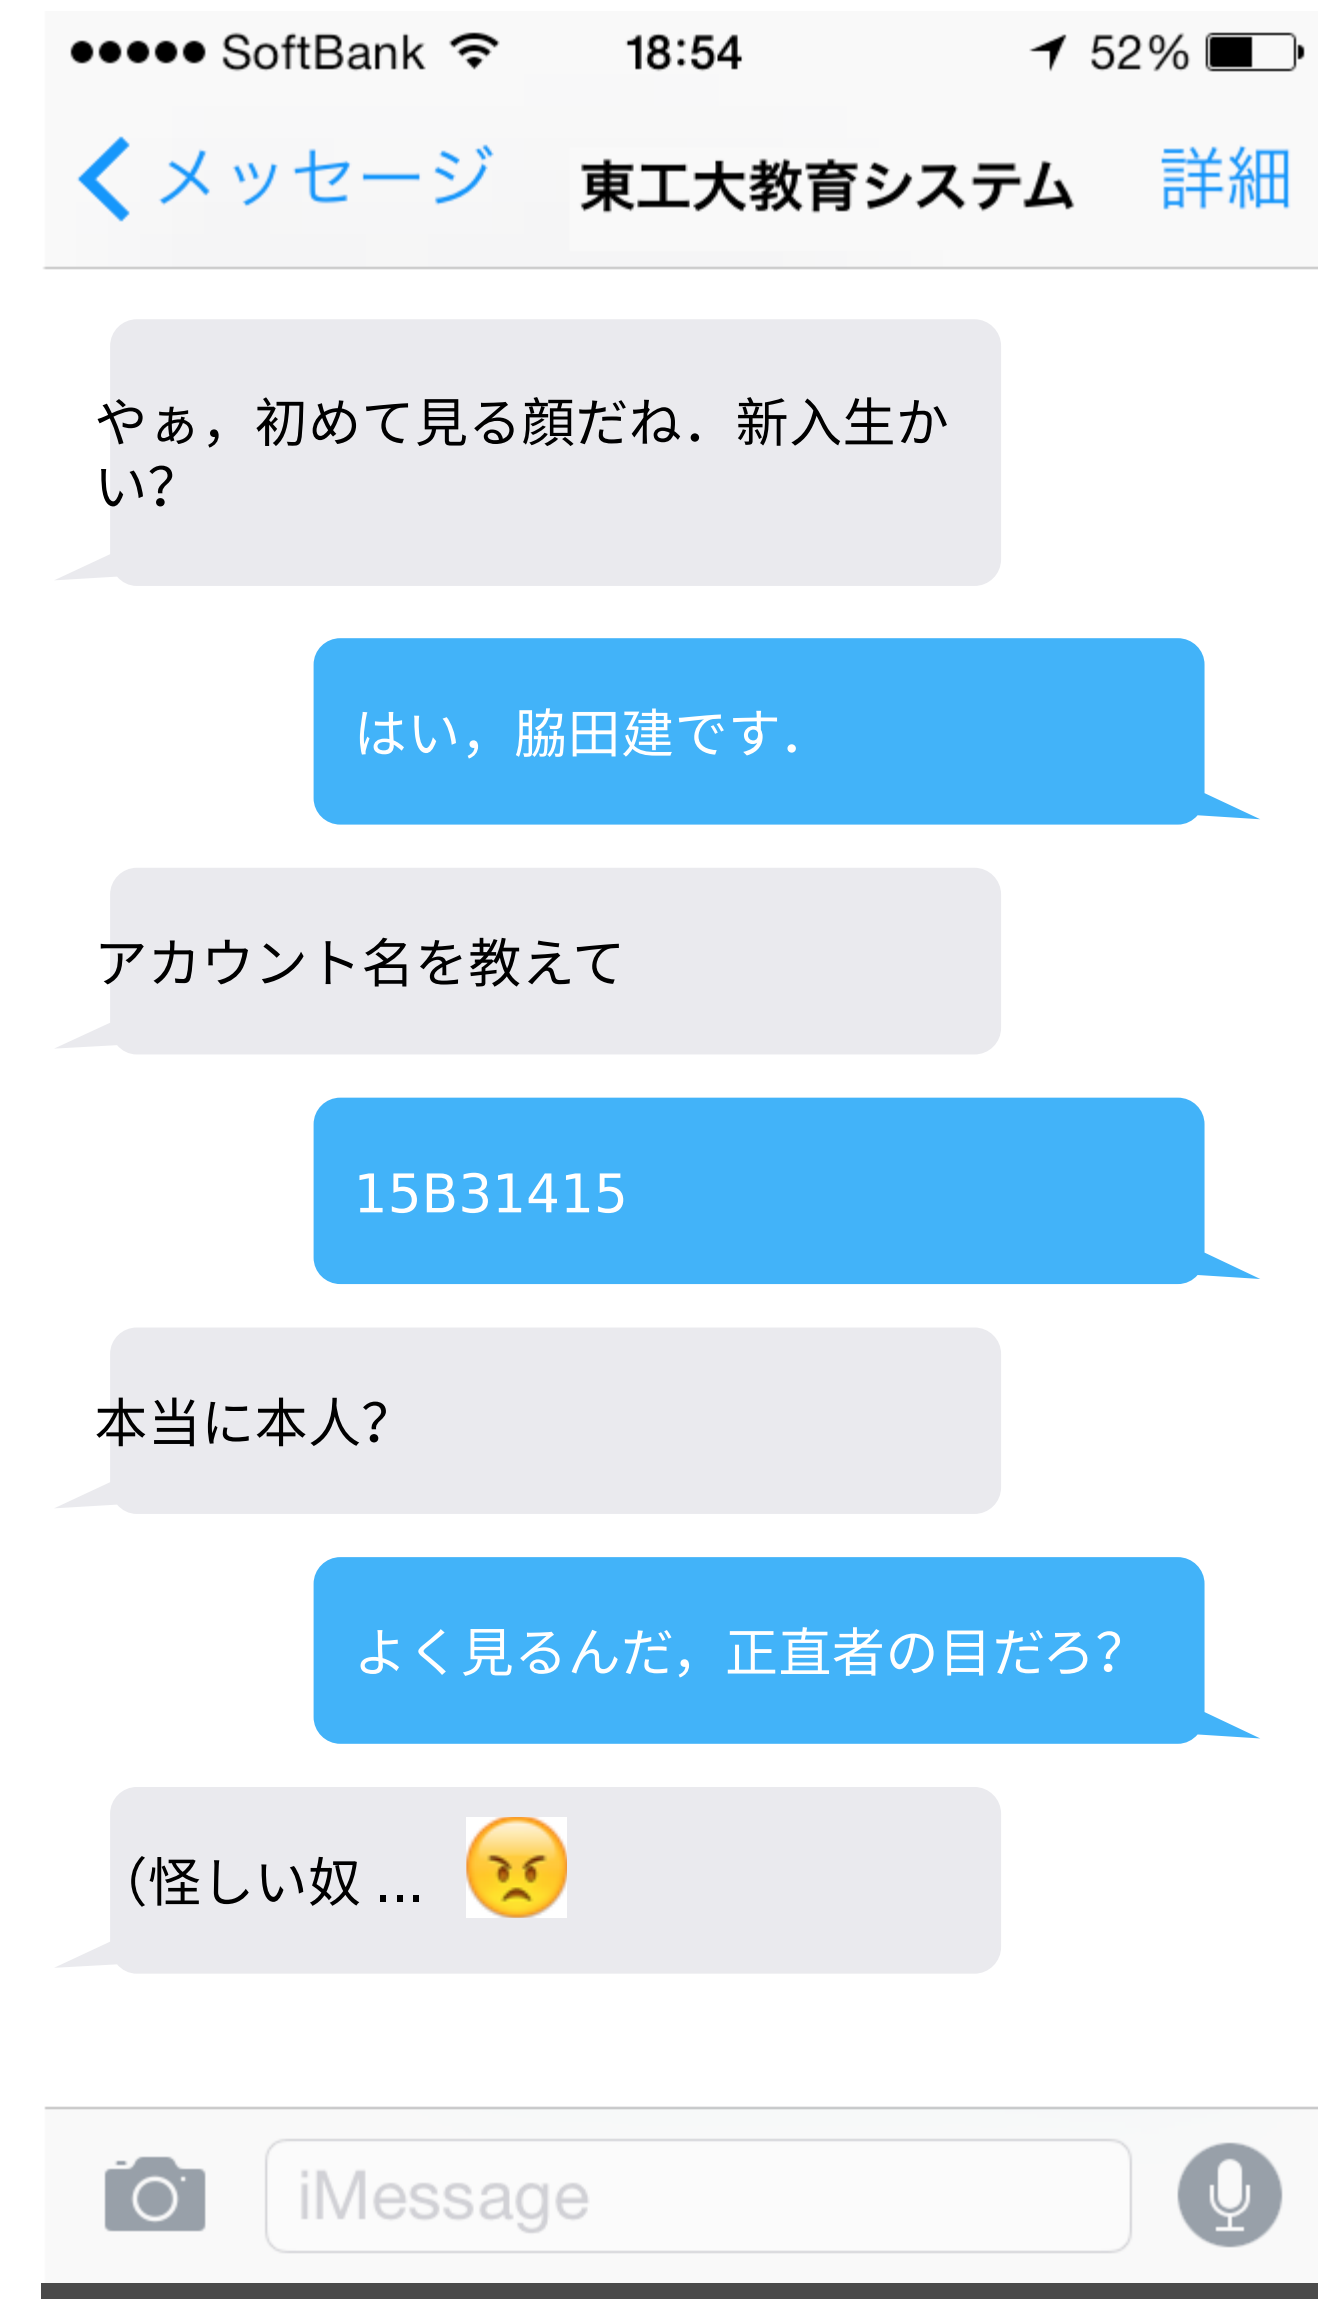 ●●●●● SoftBank 18:54 52%
メッセージ 東工大教育システム 詳細
やぁ，初めて見る顔だね．新入生か
い？
はい，脇田建です．
アカウント名を教えて
15B31415
本当に本人？
よく見るんだ，正直者の目だろ？
（怪しい奴 ... 😠
iMessage